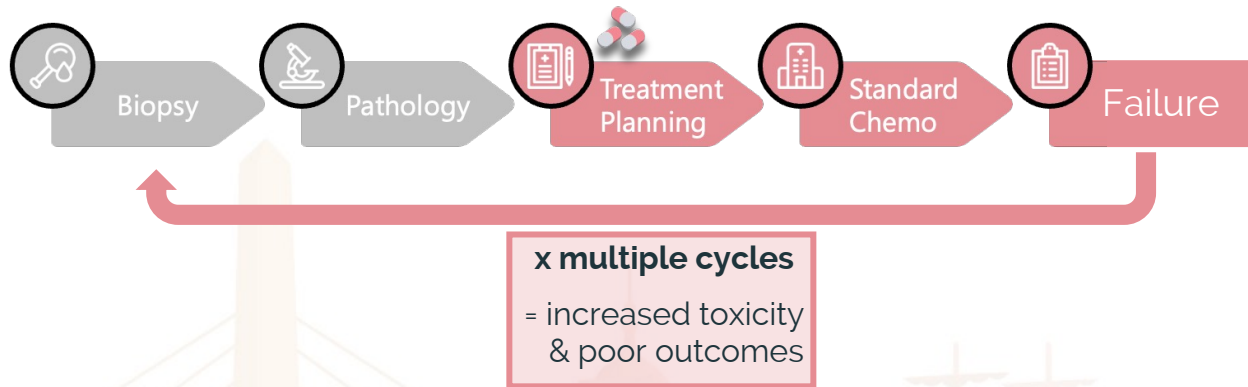 Biopsy
Pathology
Treatment
Planning
Standard
Chemo
Failure
x multiple cycles
= increased toxicity
& poor outcomes